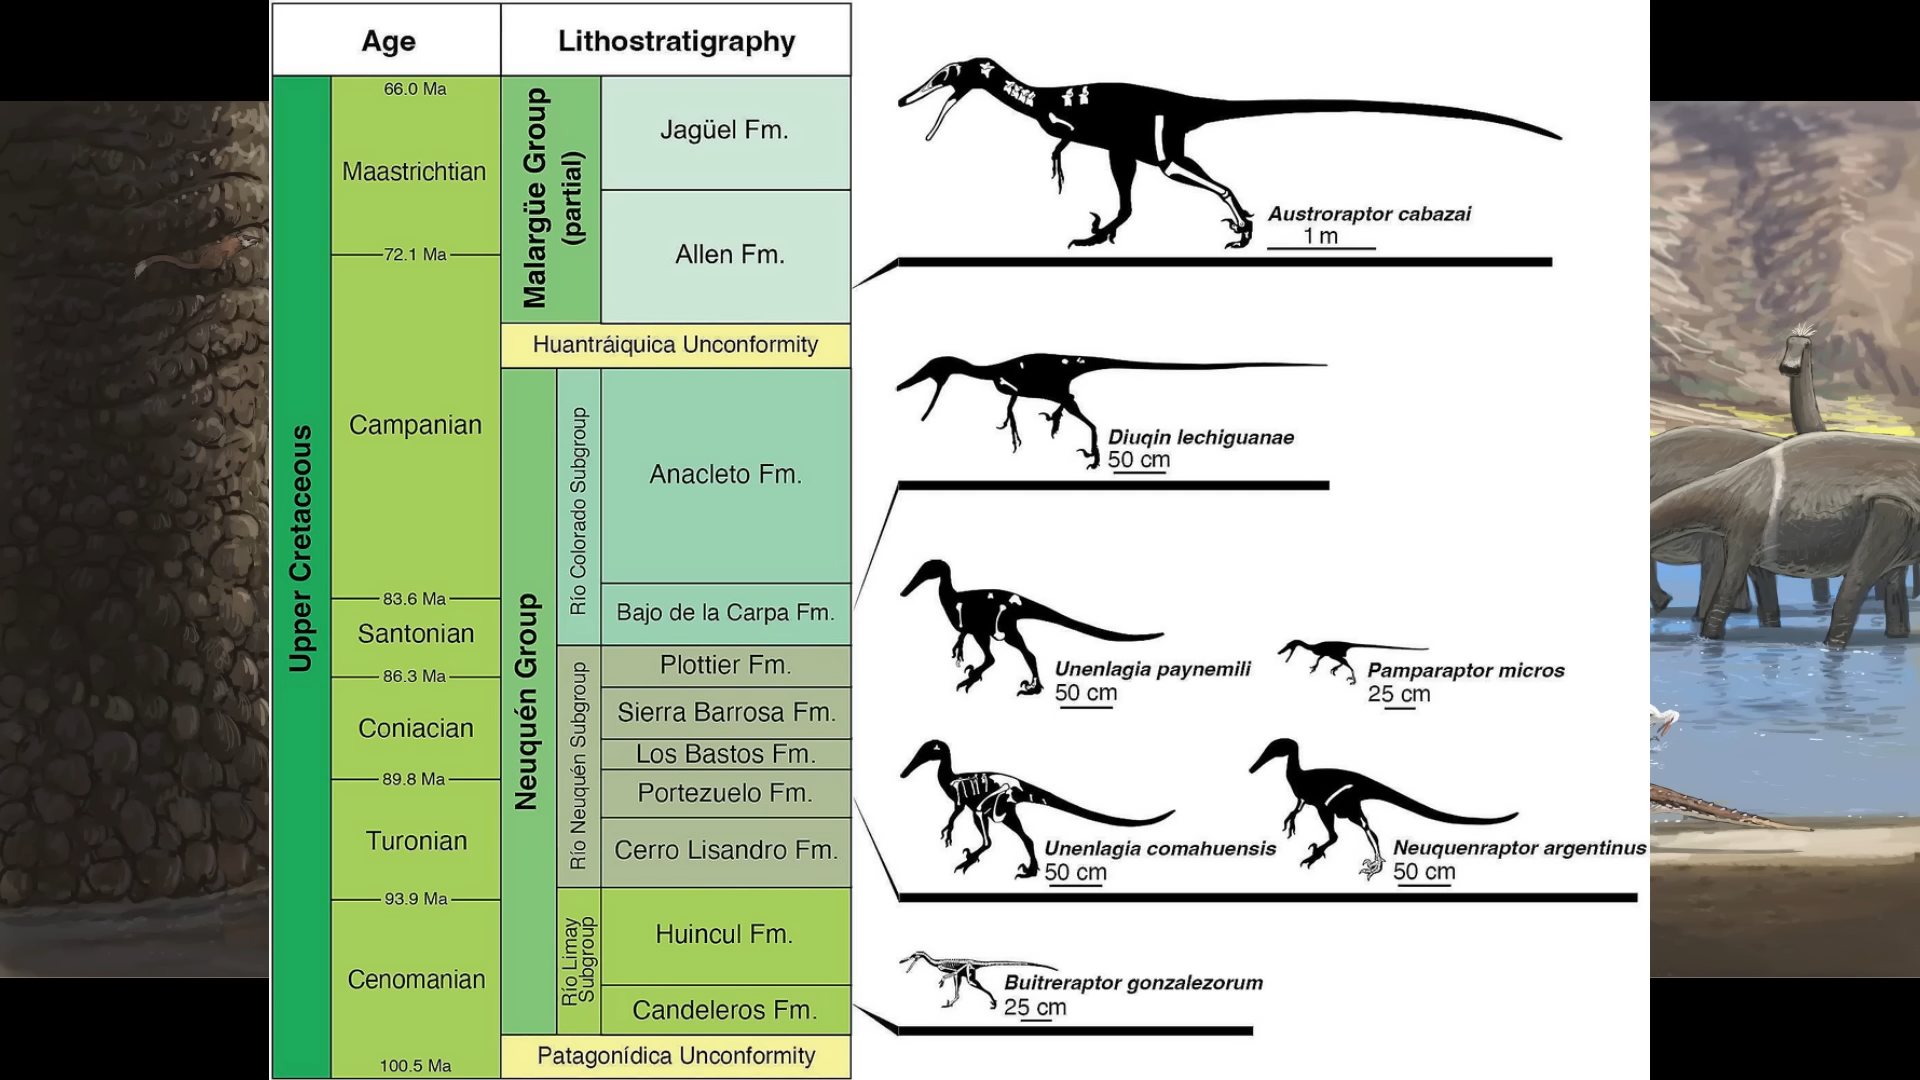 Age
Lithostratigraphy
Upper Cretaceous
66.0 Ma
Maastrichtian
72.1 Ma
Campanian
83.6 Ma
Santonian
86.3 Ma
Coniacian
89.8 Ma
Turonian
93.9 Ma
Cenomanian
100.5 Ma
Malargüe Group
(partial)
Jagüel Fm.
Allen Fm.
Huantráiquica Unconformity
Neuquén Group
Río Colorado Subgroup
Anacleto Fm.
Bajo de la Carpa Fm.
Río Neuquén Subgroup
Plottier Fm.
Sierra Barrosa Fm.
Los Bastos Fm.
Portezuelo Fm.
Cerro Lisandro Fm.
Río Limay
Subgroup
Huincul Fm.
Candeleros Fm.
Patagonídica Unconformity
Austroraptor cabazai
1 m
Diuqin lechiguanae
50 cm
Unenlagia paynemili
50 cm
Pamparaptor micros
25 cm
Unenlagia comahuensis
50 cm
Neuquenraptor argentinus
50 cm
Buitreraptor gonzalezorum
25 cm